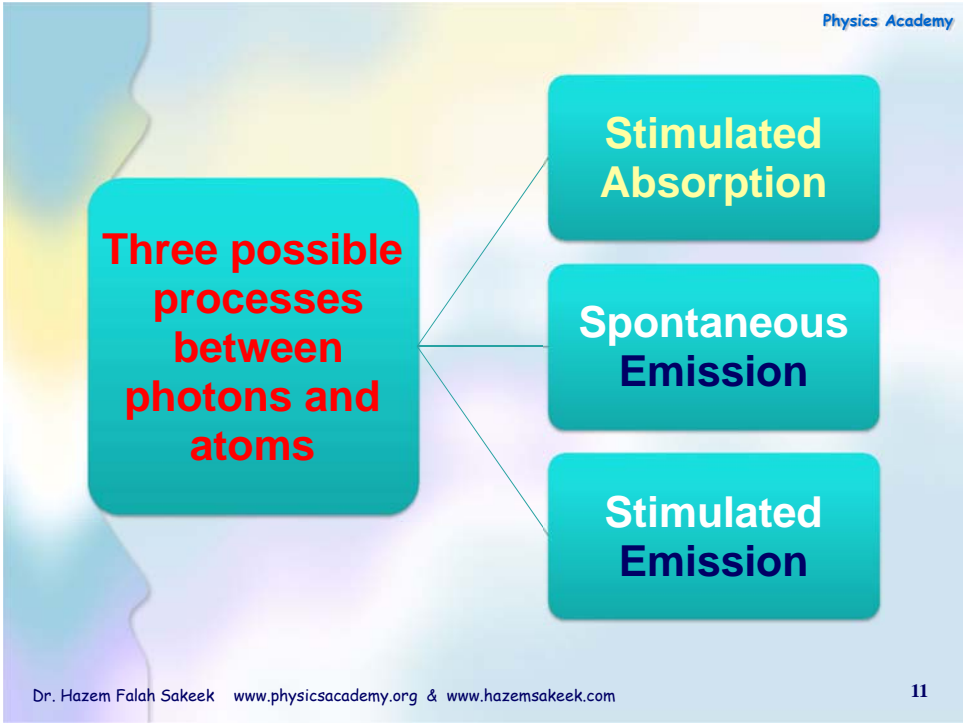 Physics Academy
Three possible
processes
between
photons and
atoms
Stimulated
Absorption
Spontaneous
Emission
Stimulated
Emission
Dr. Hazem Falah Sakeek www.physicsacademy.org & www.hazemsakeek.com
11